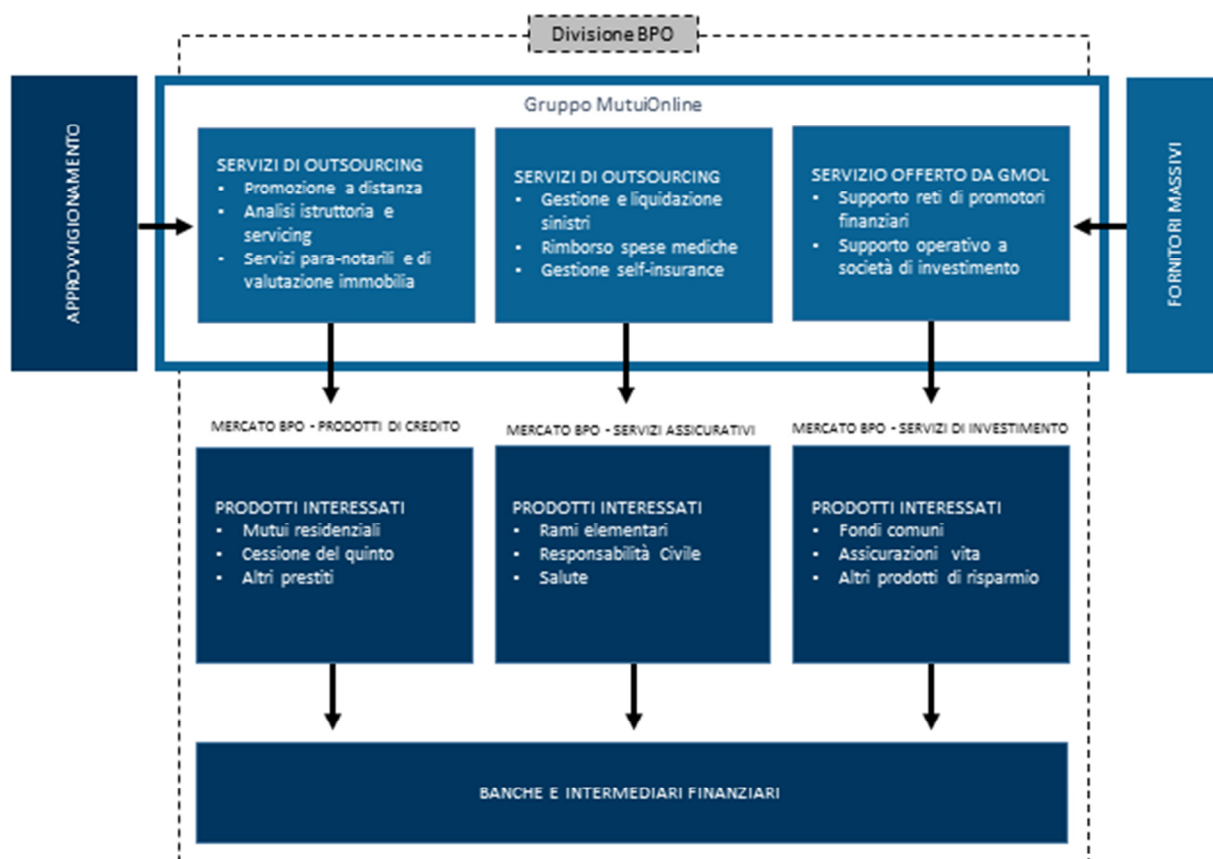 Divisione BPO
Gruppo MutuiOnline
APPROVVIGIONAMENTO
SERVIZI DI OUTSOURCING
▪ Promozione a distanza
▪ Analisi istruttoria e
servicing
- Servizi para-notarili e di
valutazione immobilia
SERVIZI DI OUTSOURCING
▪ Gestione e liquidazione
sinistri
▪ Rimborso spese mediche
▪ Gestione self-insurance
SERVIZIO OFFERTO DA GMOL
▪ Supporto reti di promotori
finanziari
▪ Supporto operativo a
società di investimento
FORNITORI MASSIVI
MERCATO BPO - PRODOTTI DI CREDITO
MERCATO BPO - SERVIZI ASSICURATIVI
MERCATO BPO - SERVIZI DI INVESTIMENTO
PRODOTTI INTERESSATI
▪ Mutui residenziali
▪ Cessione del quinto
▪ Altri prestiti
PRODOTTI INTERESSATI
▪ Rami elementari
▪ Responsabilità Civile
▪ Salute
PRODOTTI INTERESSATI
▪ Fondi comuni
▪ Assicurazioni vita
▪ Altri prodotti di risparmio
BANCHE E INTERMEDIARI FINANZIARI